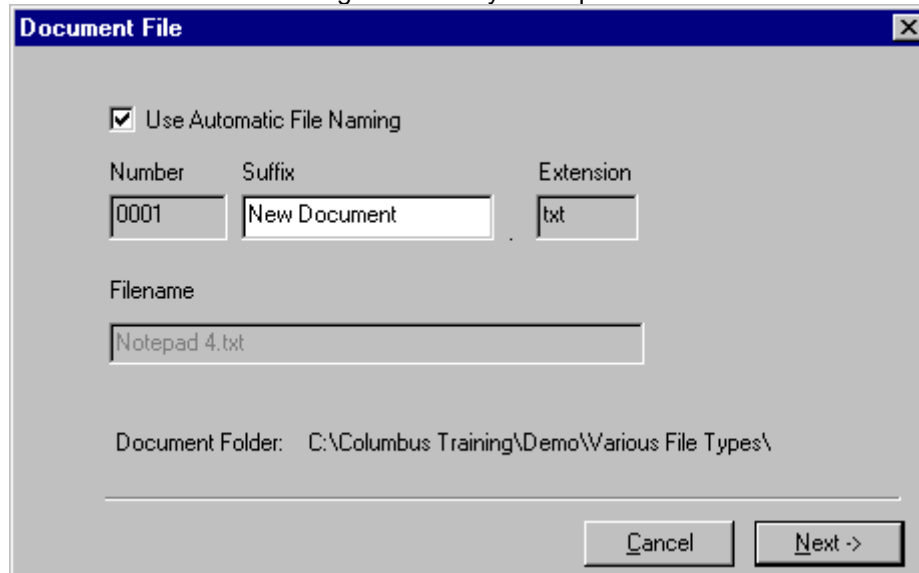 Document File
Use Automatic File Naming
Number Suffix Extension
0001 New Document . txt
Filename
Notepad 4.txt
Document Folder: C:\Columbus Training\Demo\Various File Types\
Cancel Next ->